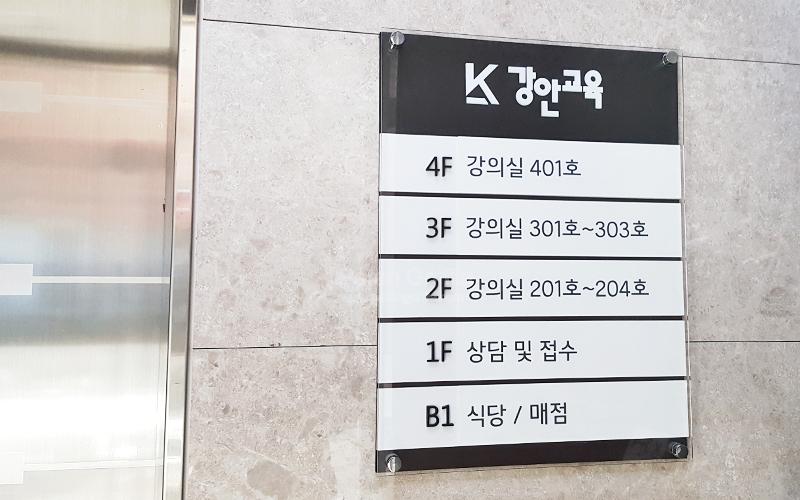 K 강안교육
4F 강의실 401호
3F 강의실 301호~303호
2F 강의실 201호~204호
1F 상담 및 접수
B1 식당 / 매점